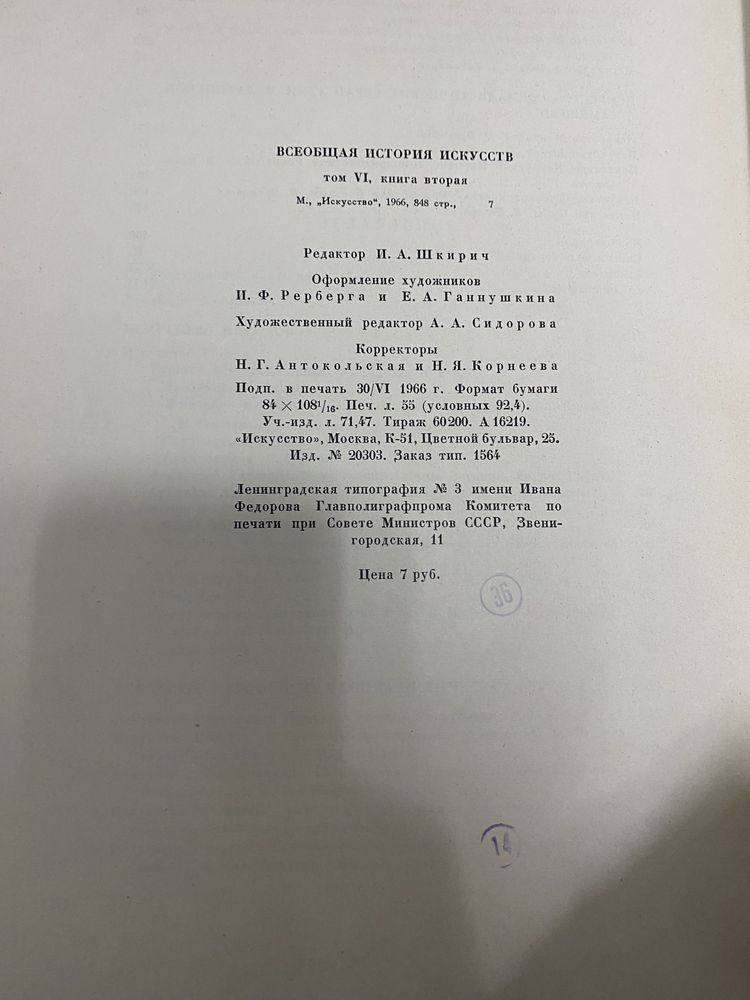 ВСЕОБЩАЯ ИСТОРИЯ ИСКУССТВ
том VI, книга вторая
М., „Искусство“, 1966, 848 стр., 7
Редактор И. А. Шкирич
Оформление художников
И. Ф. Рерберга и Е. А. Ганнушкина
Художественный редактор А. А. Сидорова
Корректоры
Н. Г. Антокольская и Н. Я. Корнеева
Подп. в печать 30/VI 1966 г. Формат бумаги
84 × 108¹/₁₆. Печ. л. 55 (условных 92,4).
Уч.-изд. л. 71,47. Тираж 60200. А 16219.
«Искусство», Москва, К-51, Цветной бульвар, 25.
Изд. № 20303. Заказ тип. 1564
Ленинградская типография № 3 имени Ивана
Федорова Главполиграфпрома Комитета по
печати при Совете Министров СССР, Звени-
городская, 11
Цена 7 руб.
36